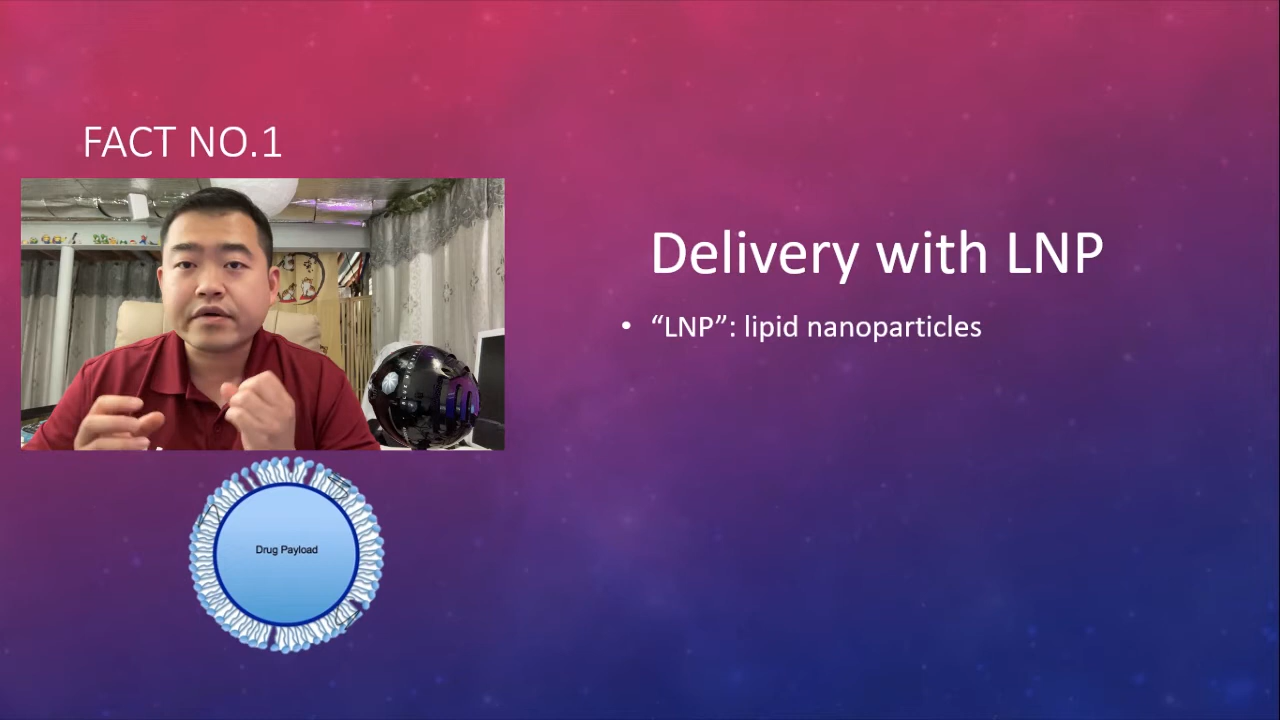 FACT NO.1
Delivery with LNP
• “LNP”: lipid nanoparticles
Drug Payload